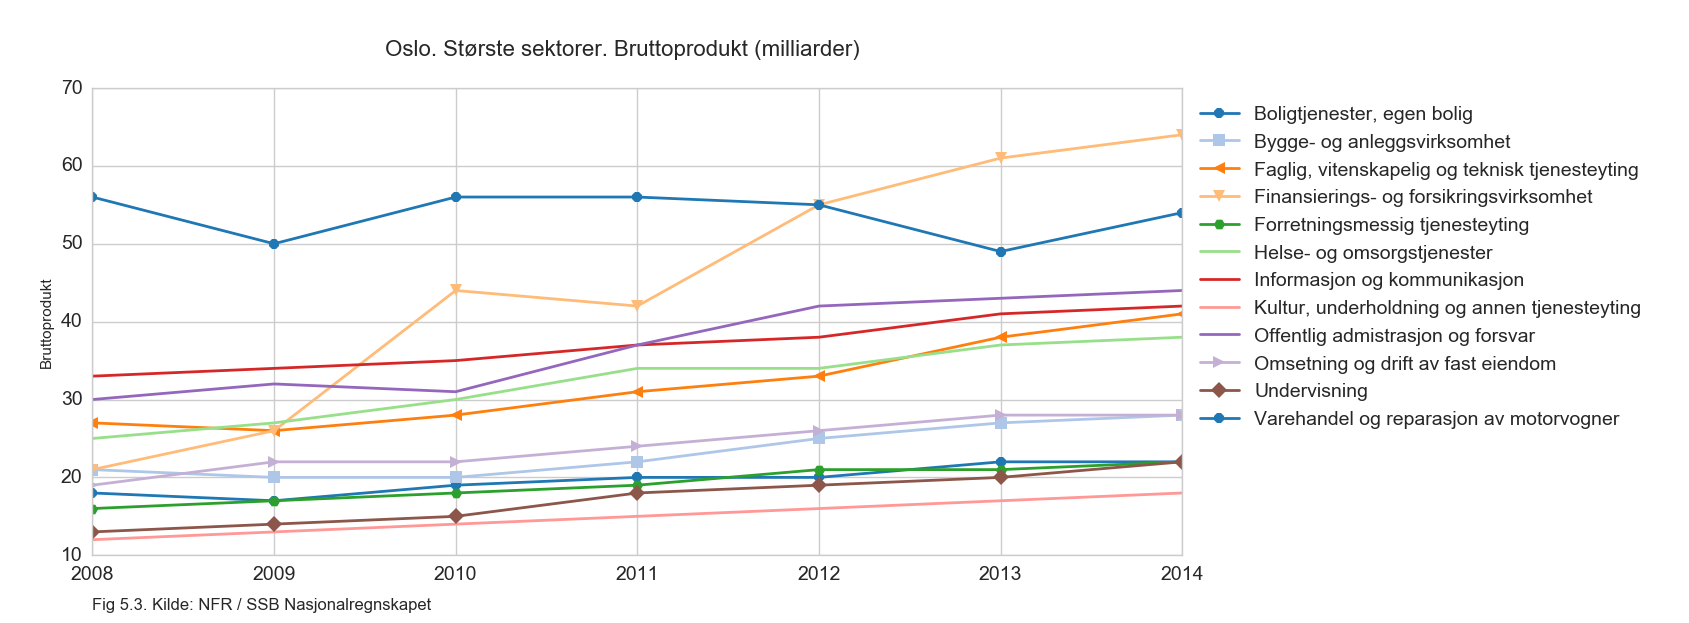 Oslo. Største sektorer. Bruttoprodukt (milliarder)
70
60
50
40
30
20
10
Bruttoprodukt
2008 2009 2010 2011 2012 2013 2014
Boligtjenester, egen bolig
Bygge- og anleggsvirksomhet
Faglig, vitenskapelig og teknisk tjenesteyting
Finansierings- og forsikringsvirksomhet
Forretningsmessig tjenesteyting
Helse- og omsorgstjenester
Informasjon og kommunikasjon
Kultur, underholdning og annen tjenesteyting
Offentlig admistrasjon og forsvar
Omsetning og drift av fast eiendom
Undervisning
Varehandel og reparasjon av motorvogner
Fig 5.3. Kilde: NFR / SSB Nasjonalregnskapet